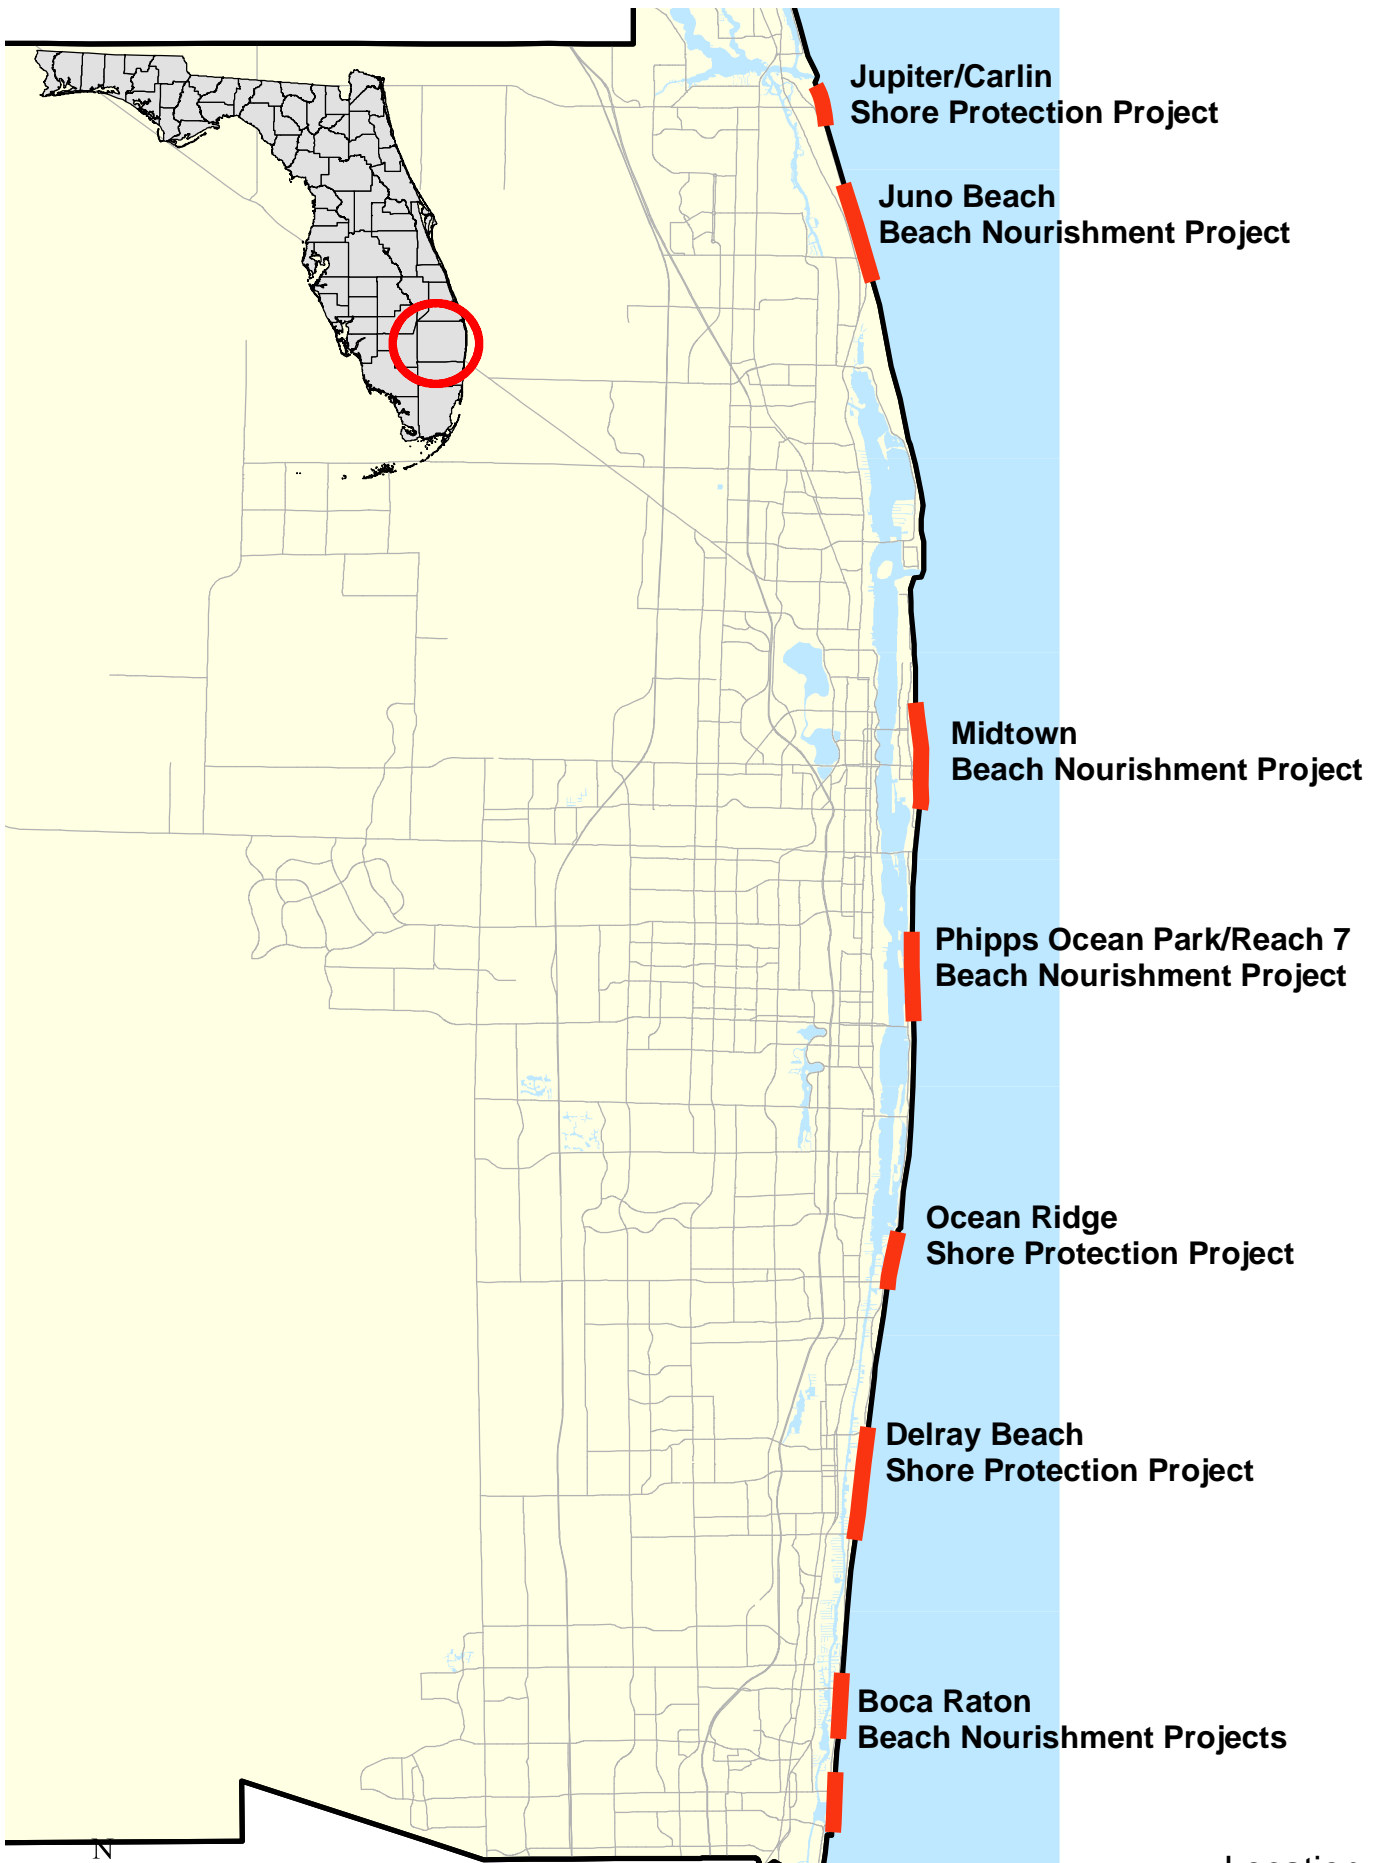 Jupiter/Carlin
Shore Protection Project
Juno Beach
Beach Nourishment Project
Midtown
Beach Nourishment Project
Phipps Ocean Park/Reach 7
Beach Nourishment Project
Ocean Ridge
Shore Protection Project
Delray Beach
Shore Protection Project
Boca Raton
Beach Nourishment Projects
N
Location